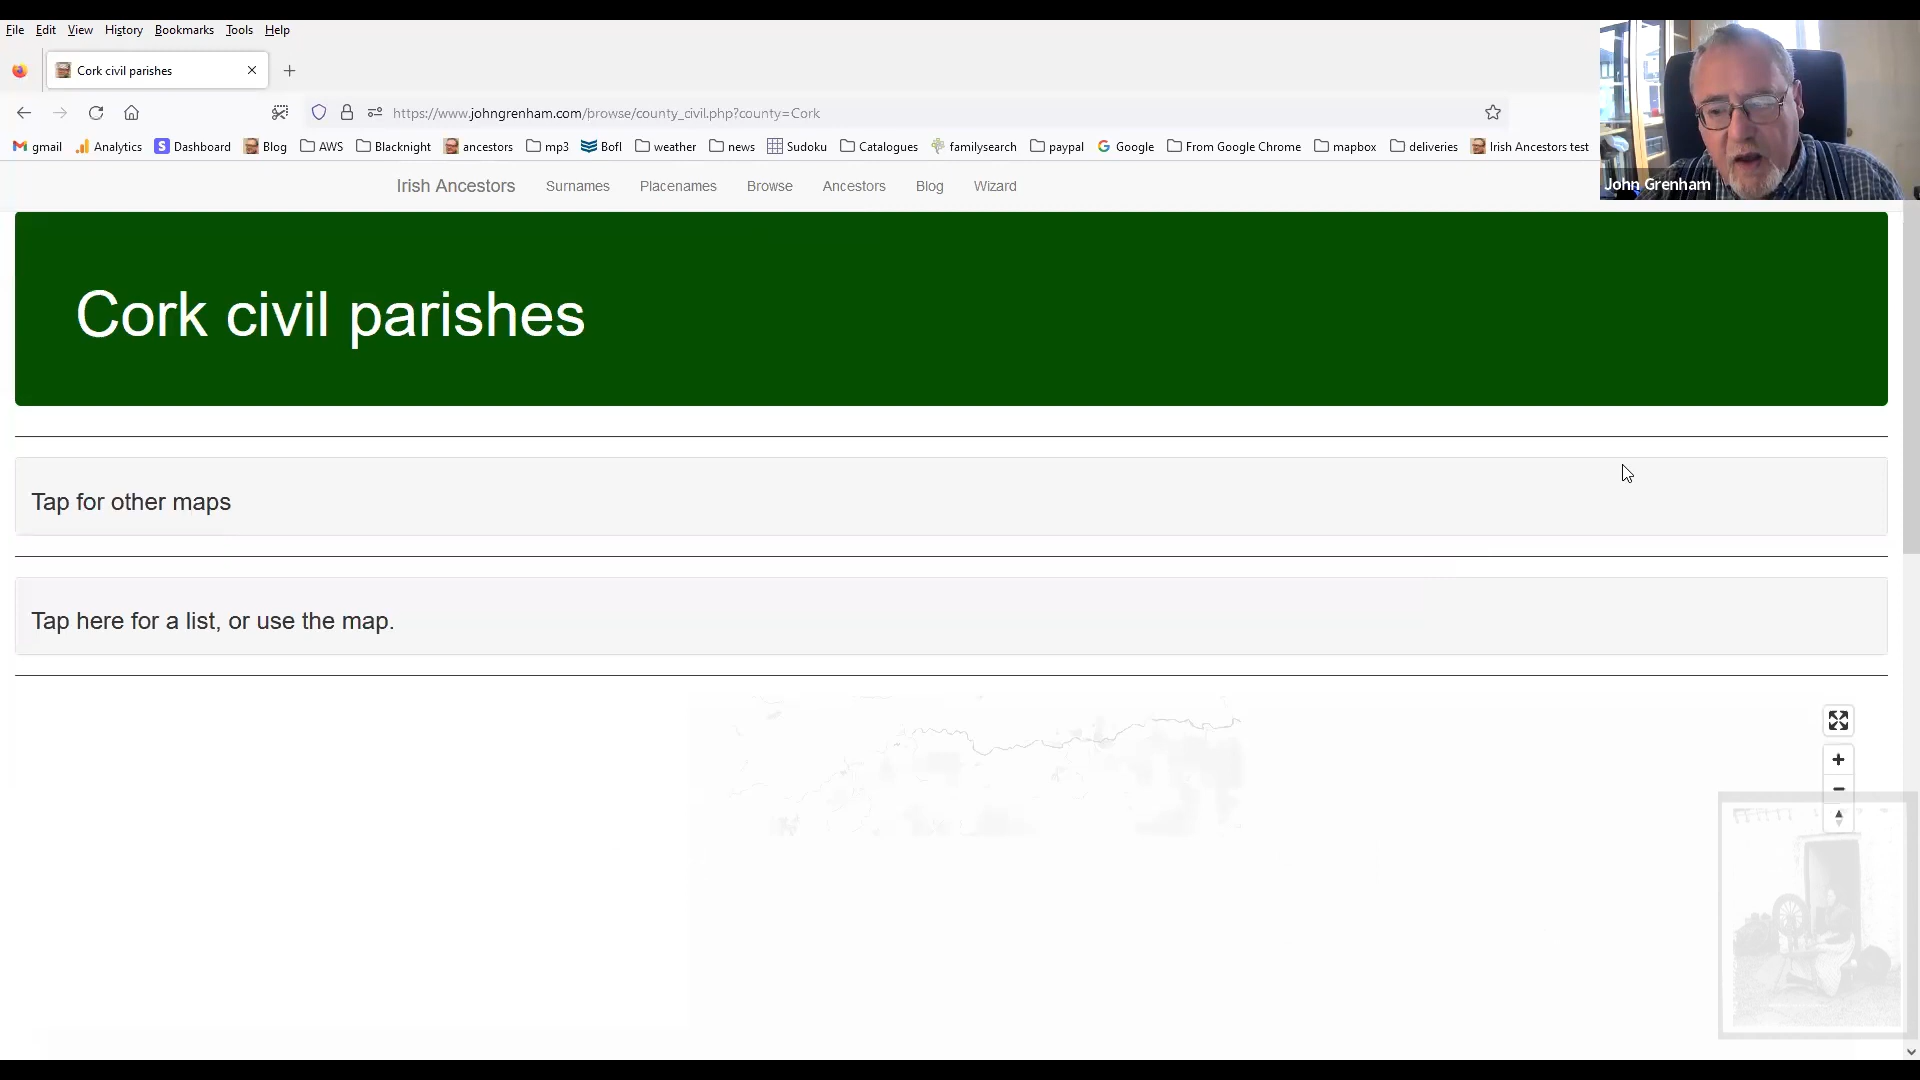 File Edit View History Bookmarks Tools Help
Cork civil parishes
https://www.johngrenham.com/browse/county_civil.php?county=Cork
gmail Analytics Dashboard Blog AWS Blacknight ancestors mp3 BofI weather news Sudoku Catalogues familysearch paypal Google From Google Chrome mapbox deliveries Irish Ancestors test
John Grenham
Irish Ancestors Surnames Placenames Browse Ancestors Blog Wizard
Cork civil parishes
Tap for other maps
Tap here for a list, or use the map.